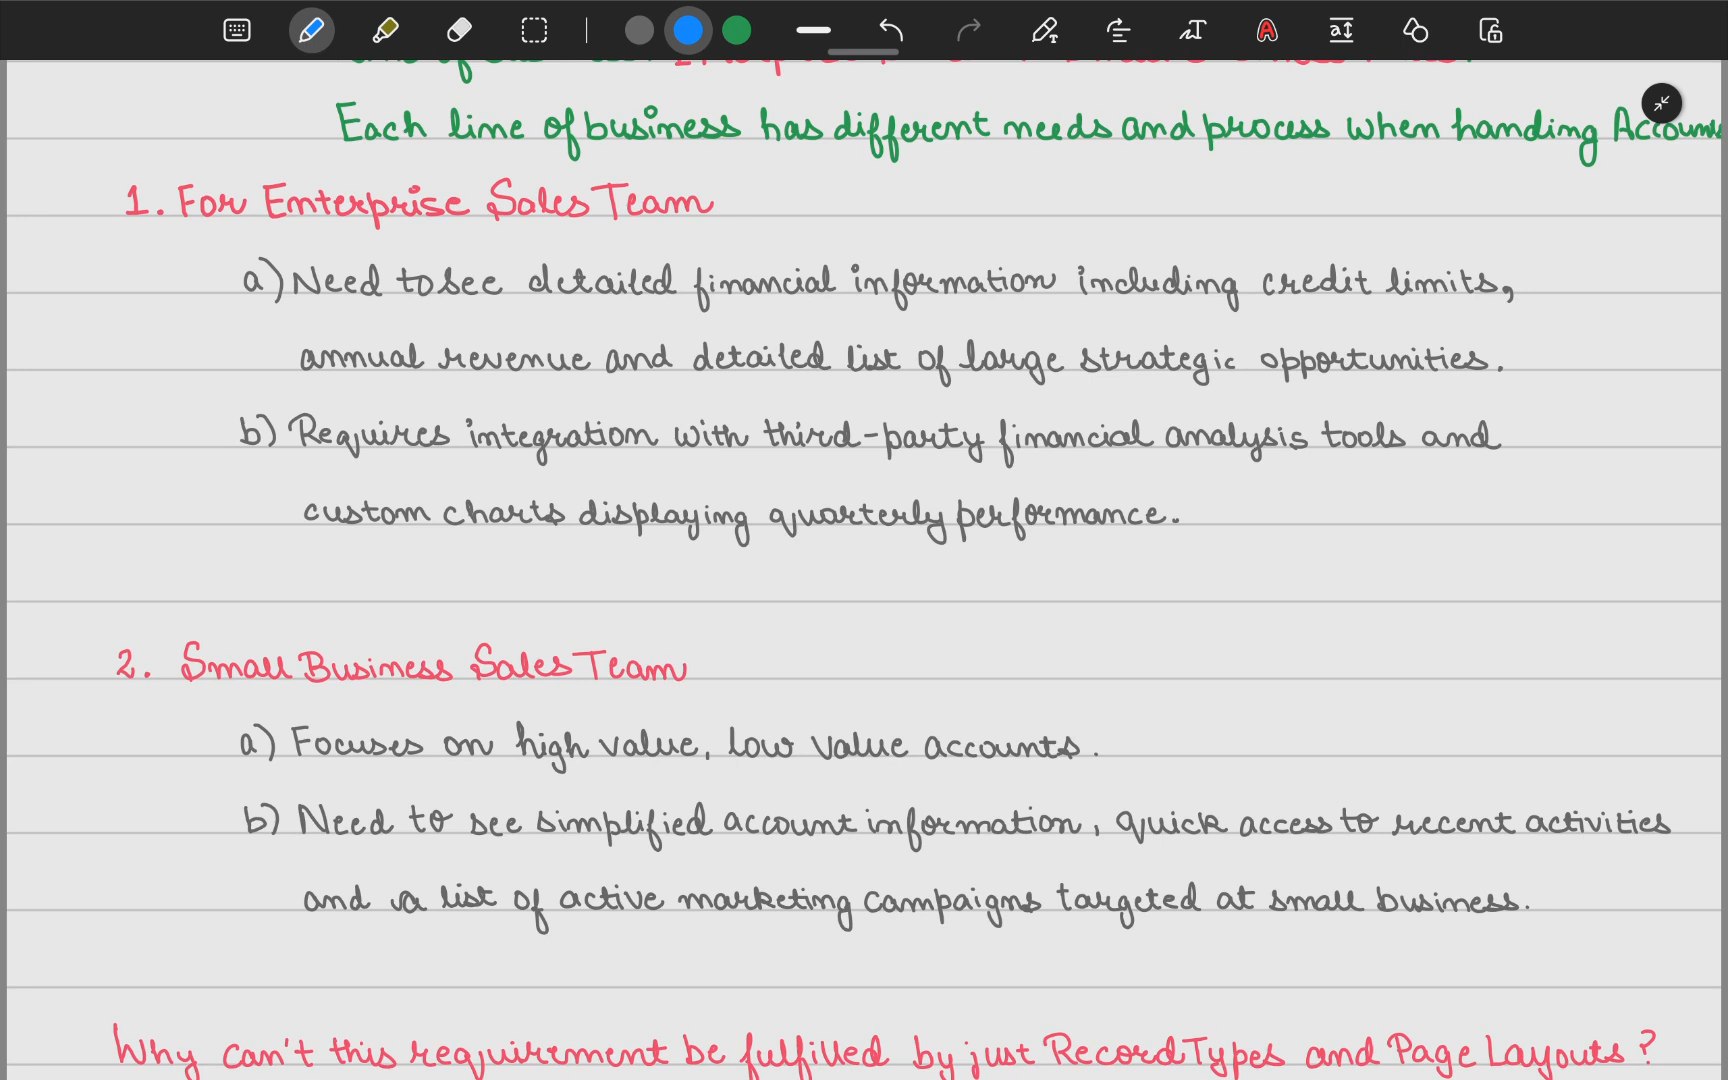 Each line of business has different needs and process when handing Accounts
1. For Enterprise Sales Team
a) Need to see detailed financial information including credit limits,
annual revenue and detailed list of large strategic opportunities.
b) Requires integration with third-party financial analysis tools and
custom charts displaying quarterly performance.
2. Small Business Sales Team
a) Focuses on high value, low value accounts.
b) Need to see simplified account information, quick access to recent activities
and a list of active marketing campaigns targeted at small business.
Why can't this requirement be fulfilled by just Record Types and Page Layouts?